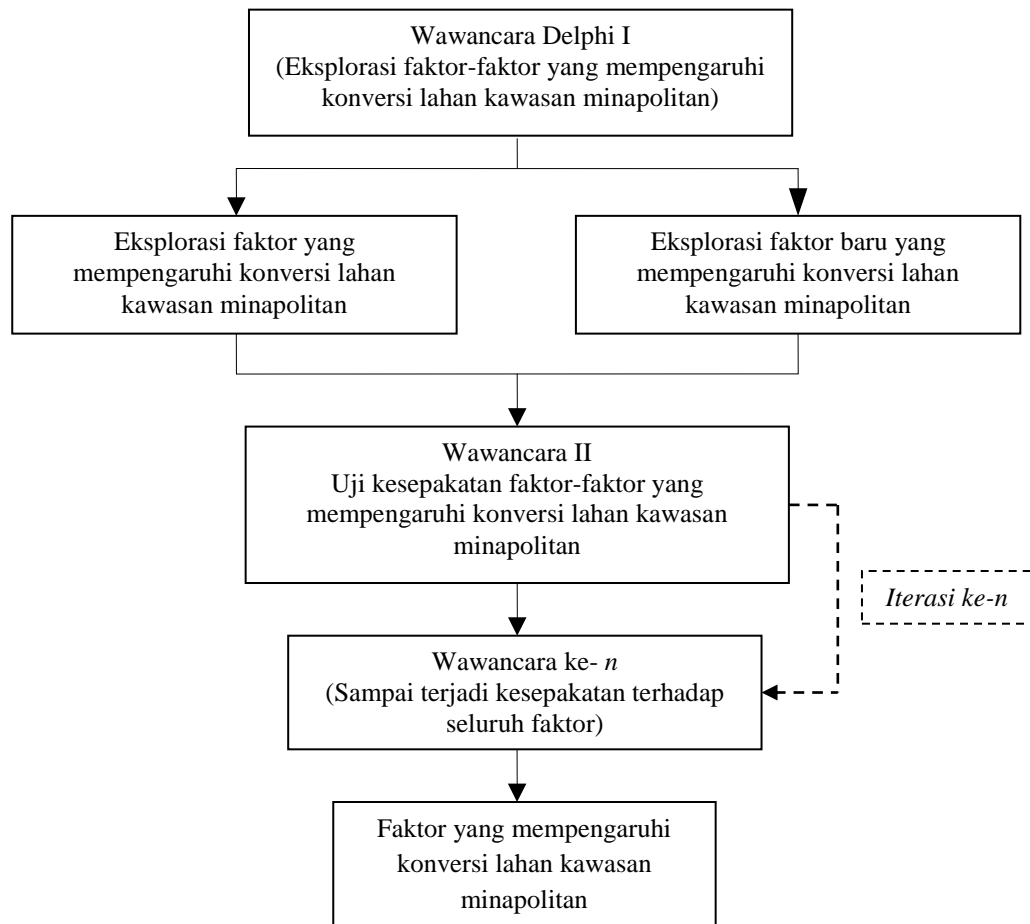 Wawancara Delphi I
(Eksplorasi faktor-faktor yang mempengaruhi
konversi lahan kawasan minapolitan)
Eksplorasi faktor yang
mempengaruhi konversi lahan
kawasan minapolitan
Eksplorasi faktor baru yang
mempengaruhi konversi lahan
kawasan minapolitan
Wawancara II
Uji kesepakatan faktor-faktor yang
mempengaruhi konversi lahan kawasan
minapolitan
Iterasi ke-n
Wawancara ke- n
(Sampai terjadi kesepakatan terhadap
seluruh faktor)
Faktor yang mempengaruhi
konversi lahan kawasan
minapolitan